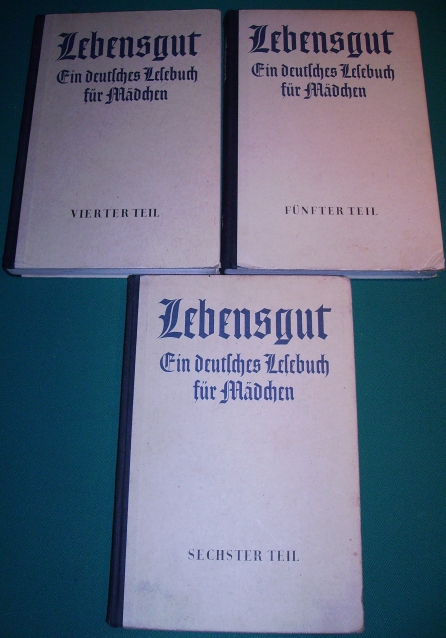 Lebensgut
Ein deutsches Lesebuch
für Mädchen
VIERTER TEIL
Lebensgut
Ein deutsches Lesebuch
für Mädchen
FÜNFTER TEIL
Lebensgut
Ein deutsches Lesebuch
für Mädchen
SECHSTER TEIL